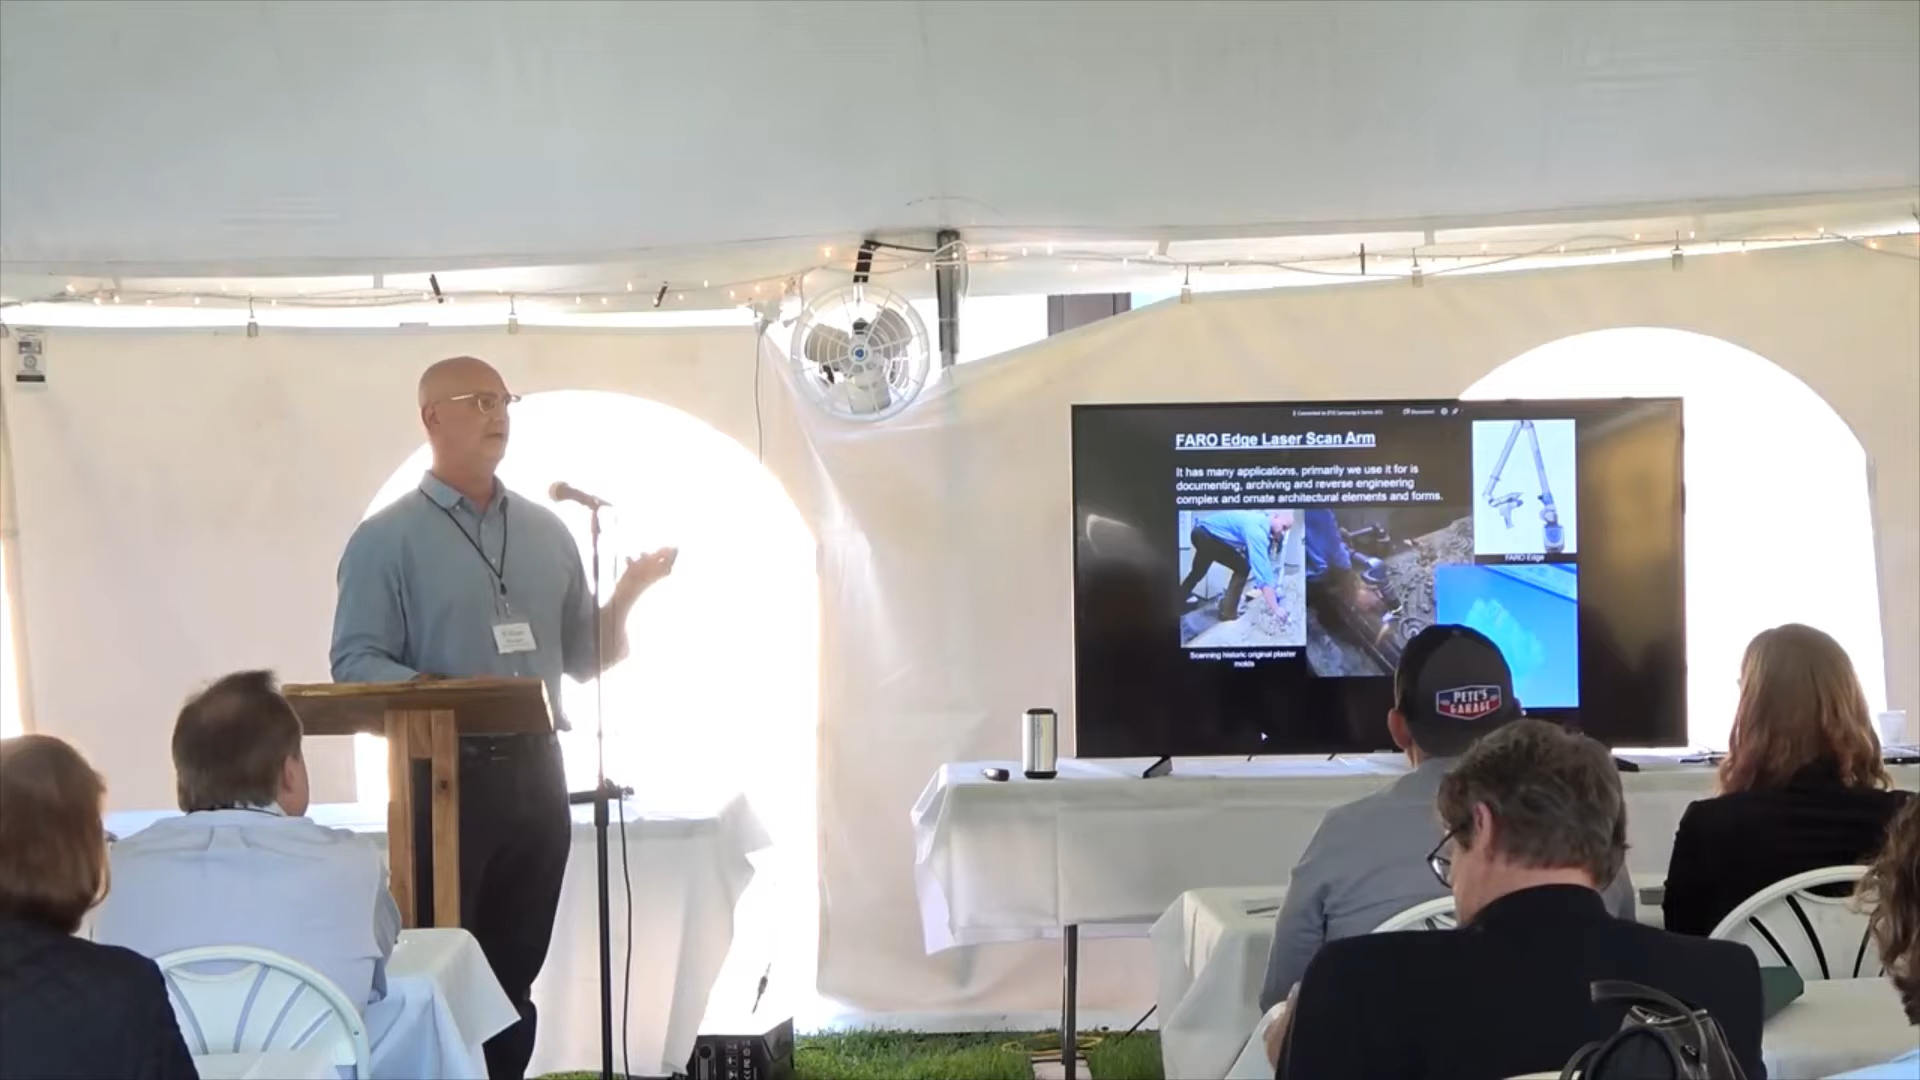 FARO Edge Laser Scan Arm
It has many applications, primarily we use it for is
documenting, archiving and reverse engineering
complex and ornate architectural elements and forms.
FARO Edge
Scanning historic original plaster
molds
PETE'S
GARAGE